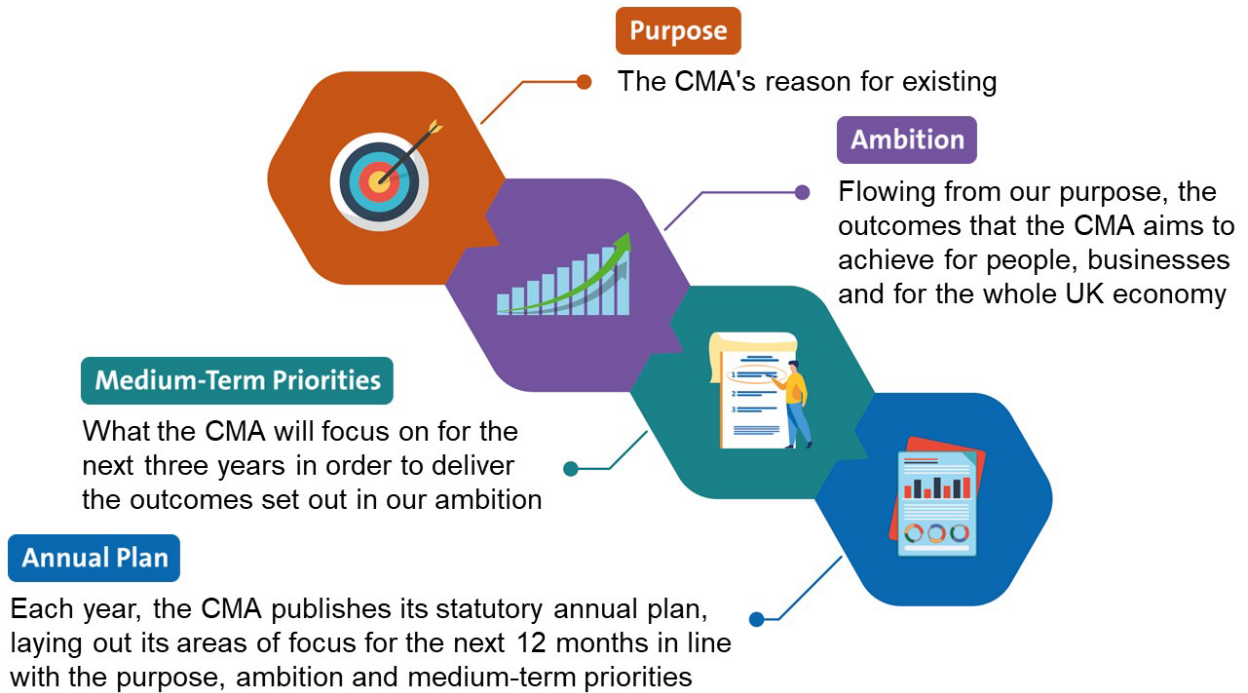 Purpose
The CMA's reason for existing
Ambition
Flowing from our purpose, the
outcomes that the CMA aims to
achieve for people, businesses
and for the whole UK economy
Medium-Term Priorities
What the CMA will focus on for the
next three years in order to deliver
the outcomes set out in our ambition
1
2
3
Annual Plan
Each year, the CMA publishes its statutory annual plan,
laying out its areas of focus for the next 12 months in line
with the purpose, ambition and medium-term priorities